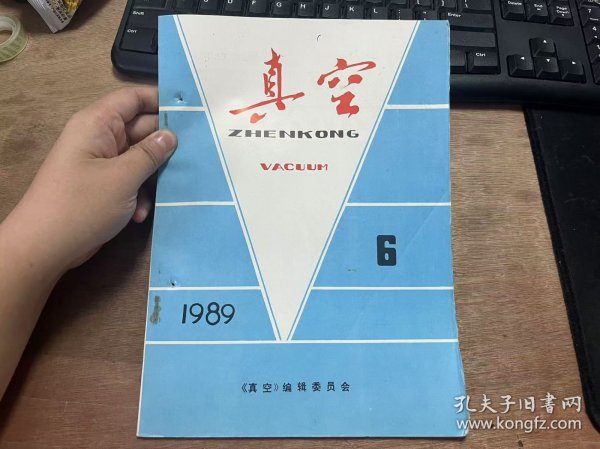 真空
ZHENKONG
VACUUM
6
1989
《真空》编辑委员会
孔夫子旧书网
www.kongfz.com